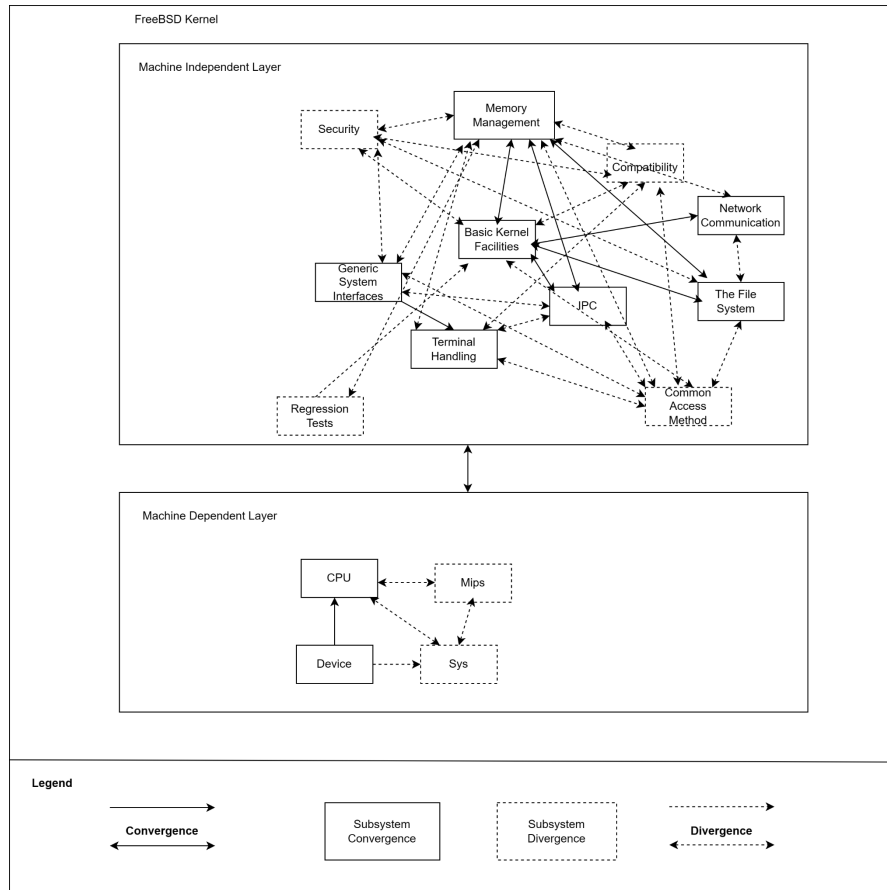 FreeBSD Kernel
Machine Independent Layer
Memory
Management
Security
Compatibility
Network
Communication
Basic Kernel
Facilities
Generic
System
Interfaces
JPC
The File
System
Terminal
Handling
Regression
Tests
Common
Access
Method
Machine Dependent Layer
CPU
Mips
Device
Sys
Legend
Convergence
Subsystem
Convergence
Subsystem
Divergence
Divergence